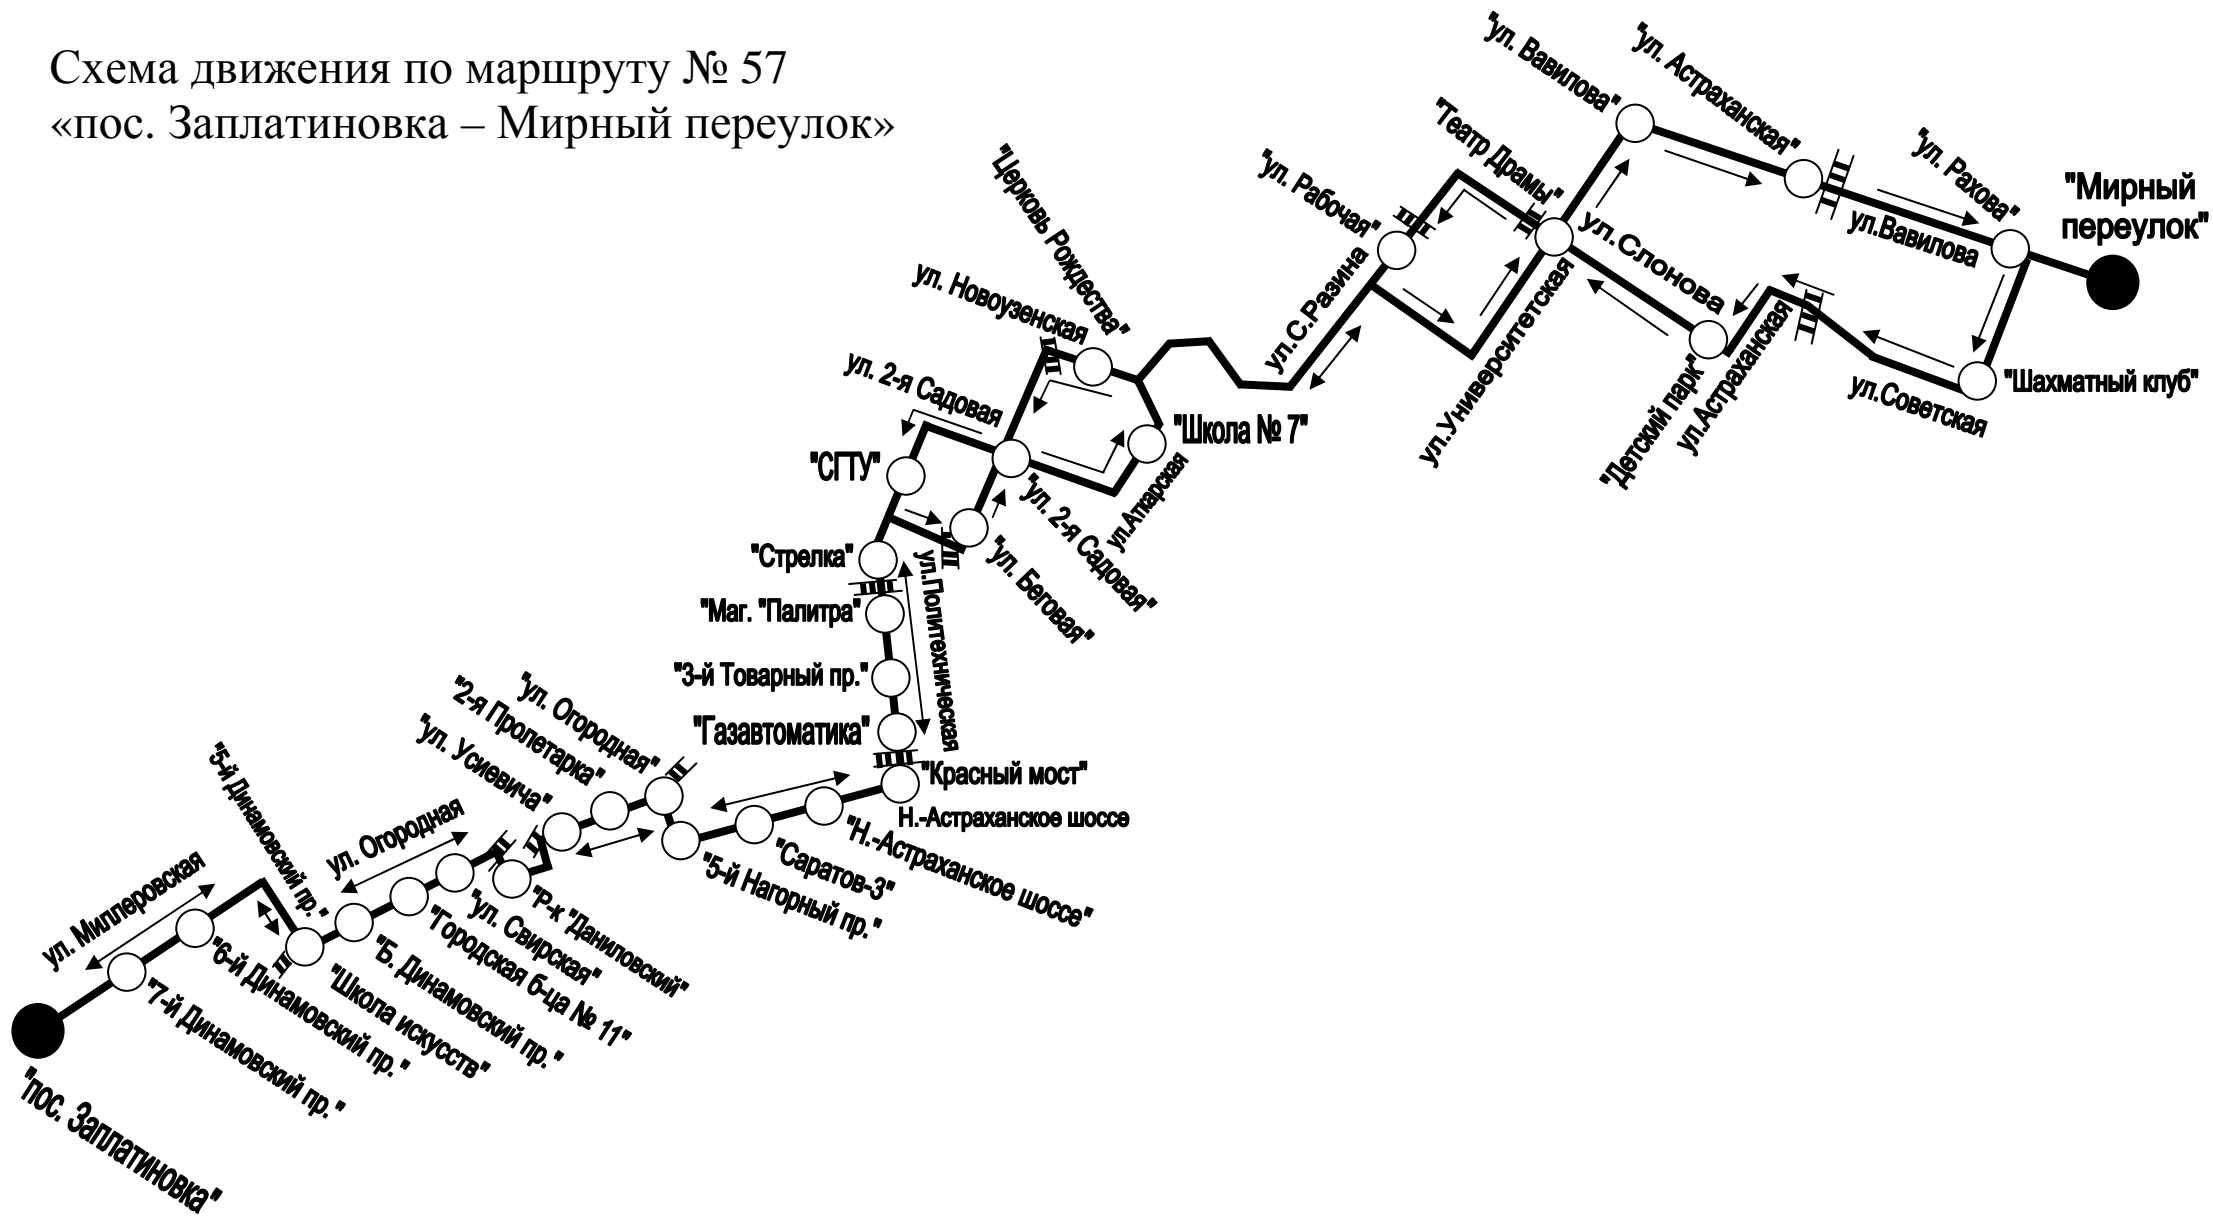 Схема движения по маршруту № 57
«пос. Заплатиновка – Мирный переулок»
"ул. Вавилова"
"ул. Астраханская"
"ул. Рахова"
"Мирный
переулок"
"Театр Драмы"
"ул. Рабочая"
ул.Слонова
ул.Вавилова
"Церковь Рождества"
ул. Новоузенская
ул.С.Разина
ул.Университетская
"Детский парк"
ул.Астраханская
ул.Советская
"Шахматный клуб"
ул. 2-я Садовая
"Школа № 7"
ул.Аткарская
"СГТУ"
"ул. 2-я Садовая"
"ул. Беговая"
"Стрелка"
ул.Политехническая
"Маг. "Палитра"
"3-й Товарный пр."
"Газавтоматика"
"Красный мост"
Н.-Астраханское шоссе
"ул. Огородная"
"2-я Пролетарка"
"ул. Усиевича"
"Н.-Астраханское шоссе"
"Саратов-3"
"5-й Нагорный пр."
"5-й Динамовский пр."
ул. Огородная
"Р-к "Даниловский"
"ул. Свирская"
"Городская б-ца № 11"
"Б. Динамовский пр."
"Школа искусств"
ул. Миллеровская
"6-й Динамовский пр."
"7-й Динамовский пр."
"пос. Заплатиновка"